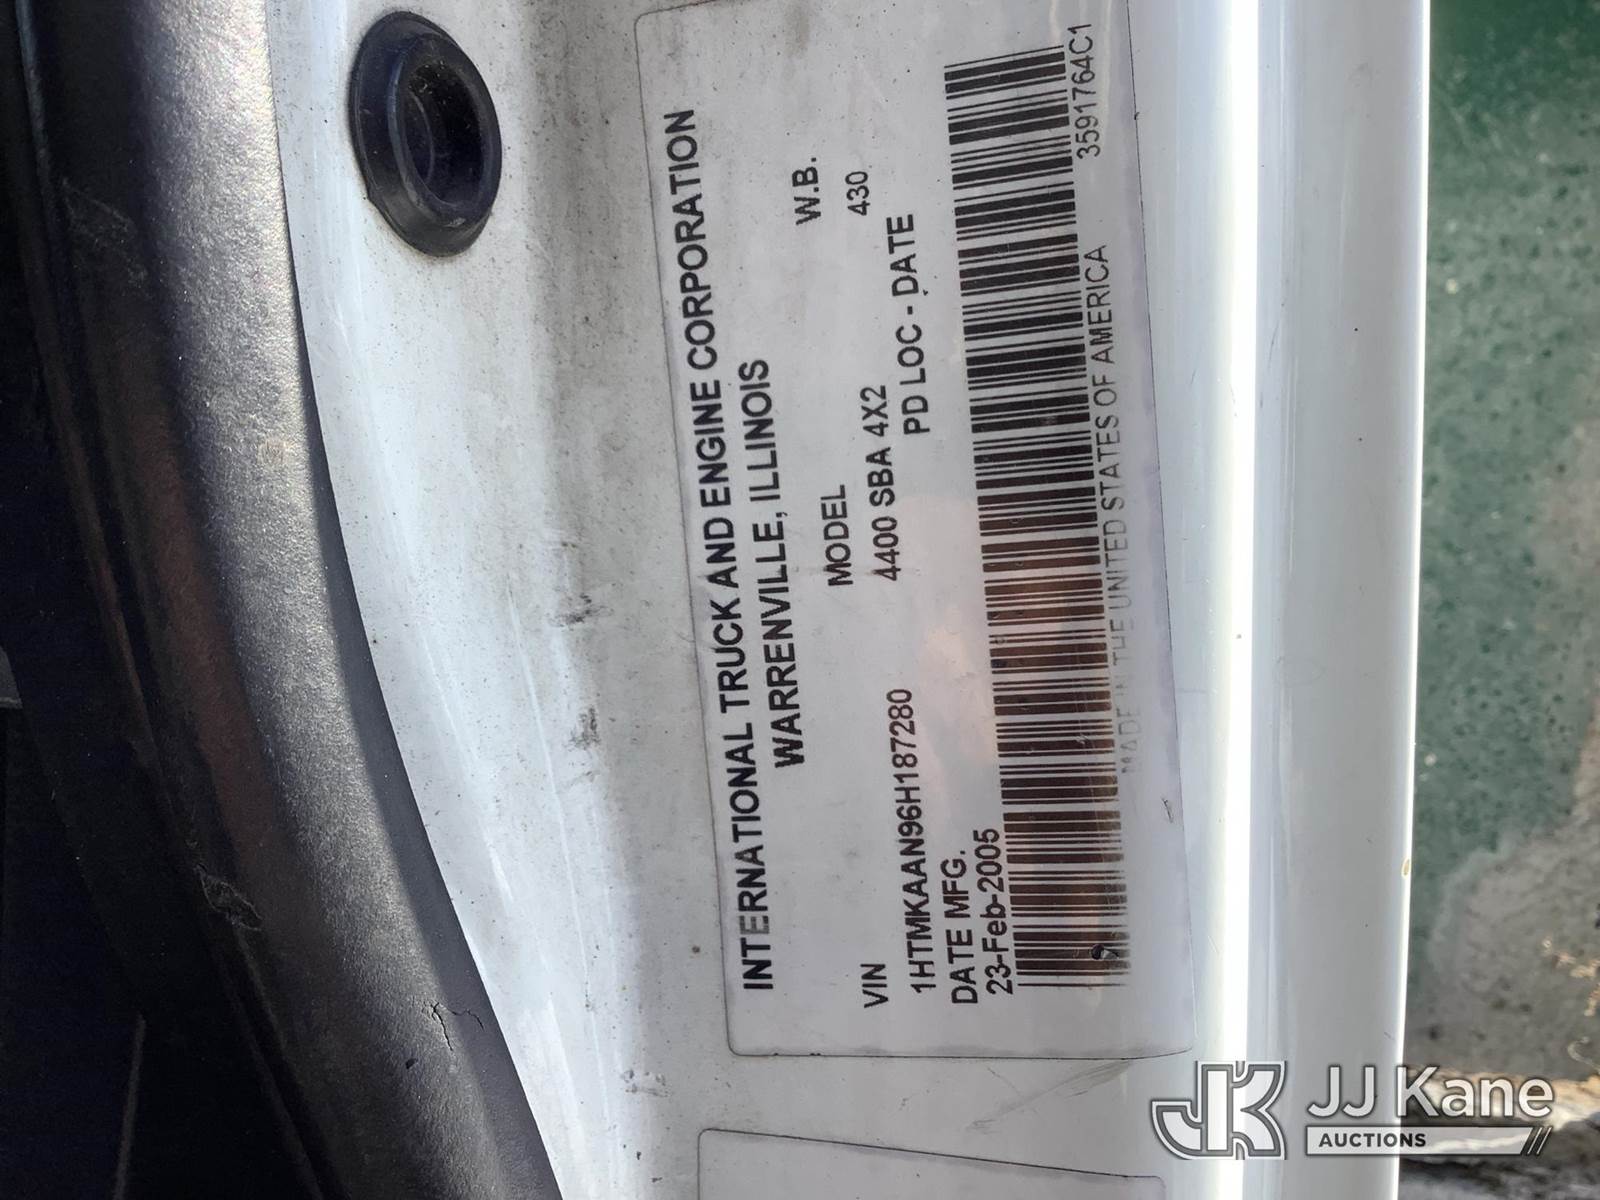 INTERNATIONAL TRUCK AND ENGINE CORPORATION
WARRENVILLE, ILLINOIS
MODEL W.B.
VIN 4400 SBA 4X2 430
1HTMKAAN96H187280 PD LOC - DATE
DATE MFG.
23-Feb-2005
3591764C1
MADE IN THE UNITED STATES OF AMERICA
JK JJ Kane
AUCTIONS